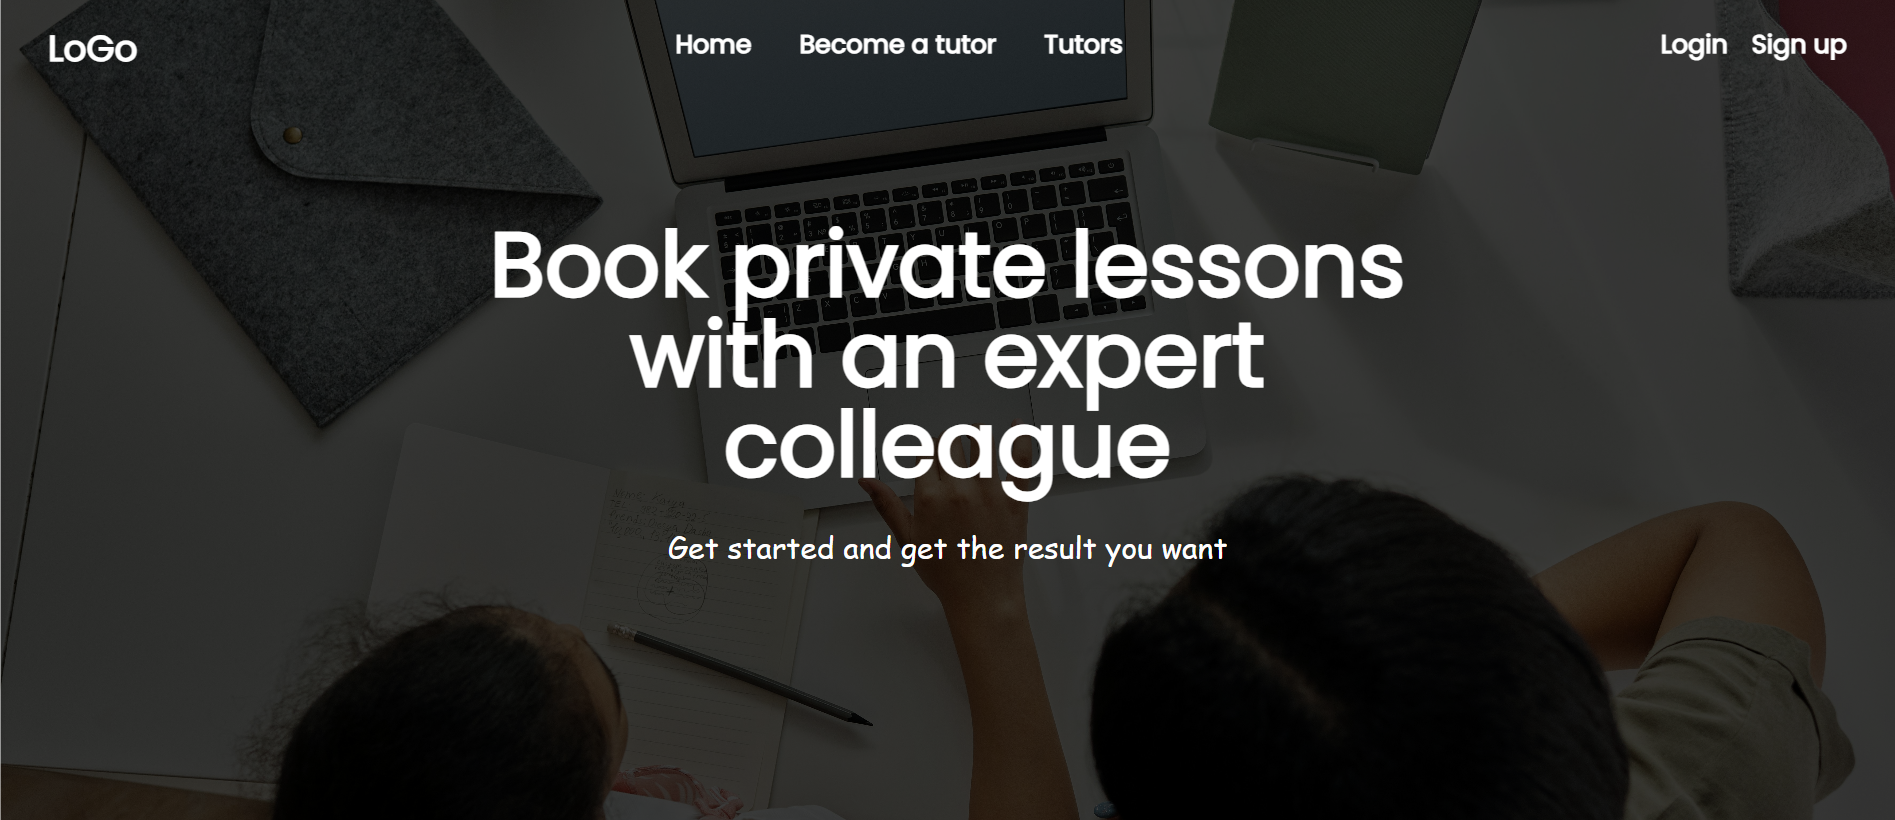 LoGo
Home Become a tutor Tutors
Login Sign up
Book private lessons
with an expert
colleague
Get started and get the result you want